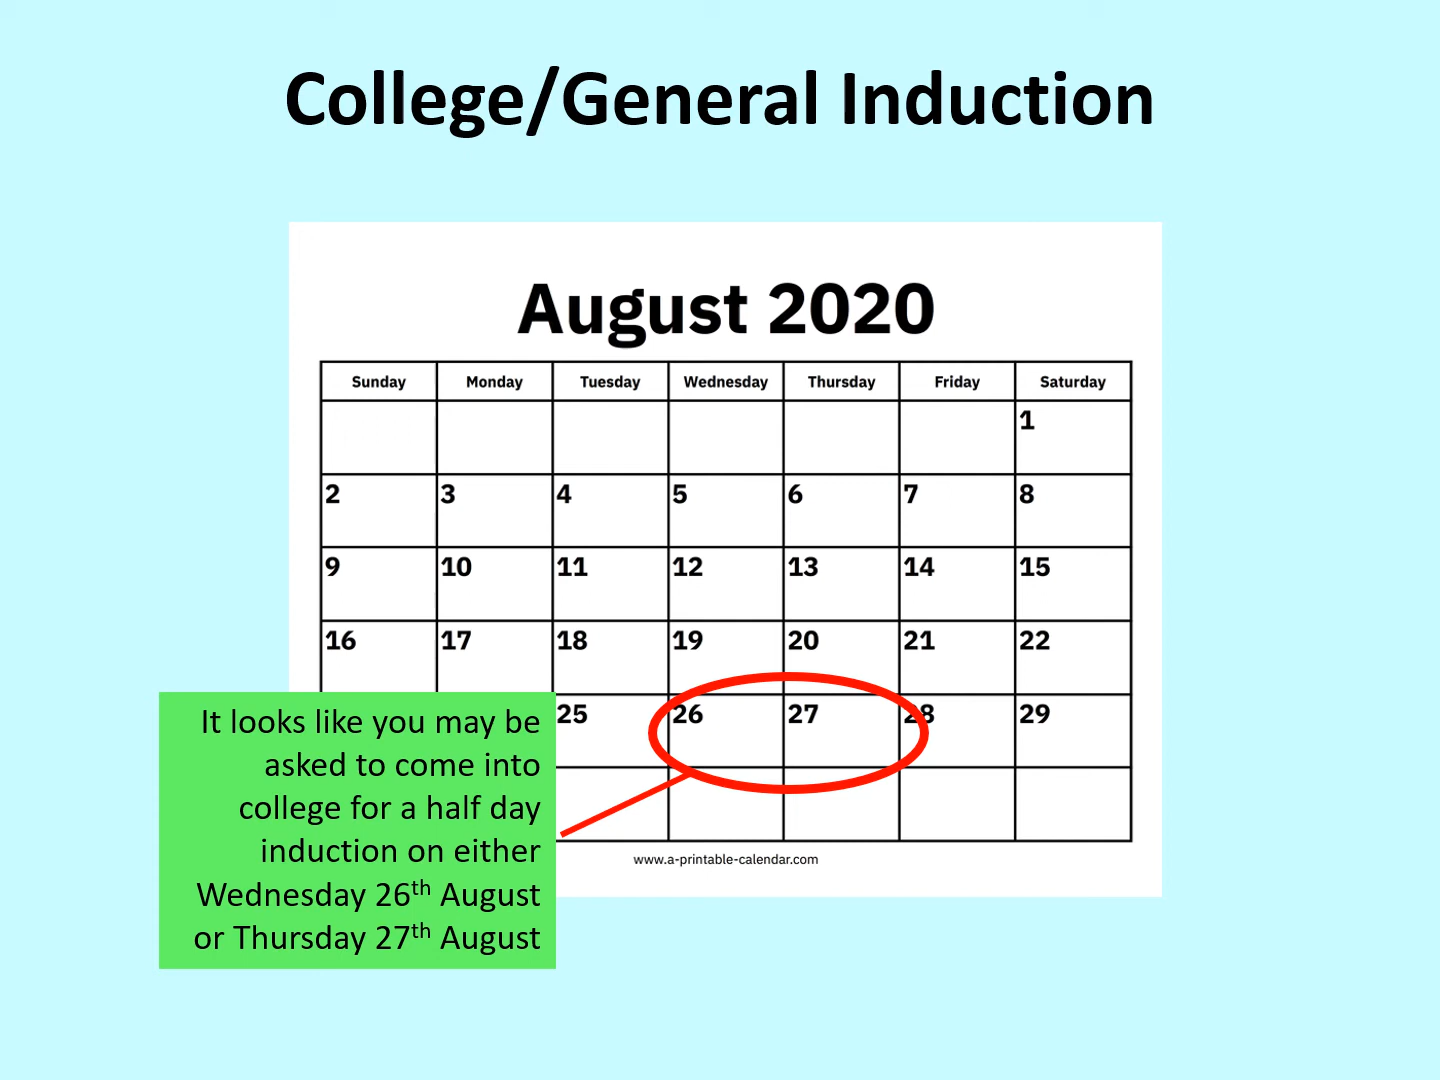 College/General Induction
August 2020
Sunday Monday Tuesday Wednesday Thursday Friday Saturday
1
2 3 4 5 6 7 8
9 10 11 12 13 14 15
16 17 18 19 20 21 22
25 26 27 28 29
It looks like you may be
asked to come into
college for a half day
induction on either
Wednesday 26th August
or Thursday 27th August
www.a-printable-calendar.com